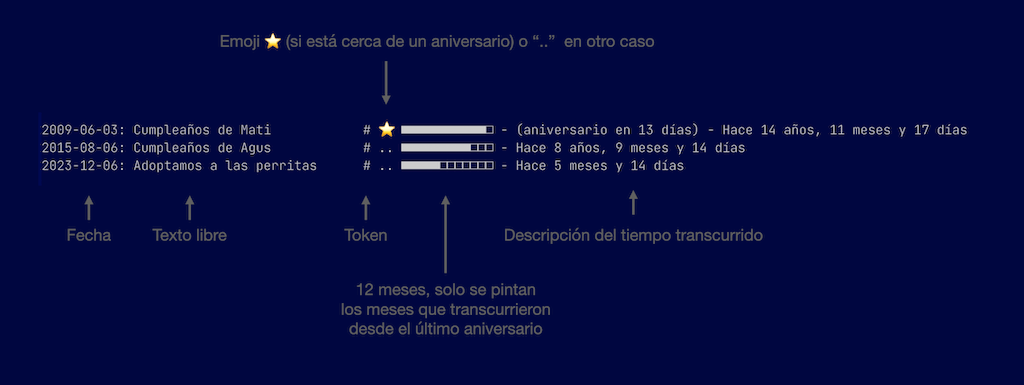 Emoji ⭐ (si está cerca de un aniversario) o “..” en otro caso
2009-06-03: Cumpleaños de Mati # ⭐ - (aniversario en 13 días) - Hace 14 años, 11 meses y 17 días
2015-08-06: Cumpleaños de Agus # .. - Hace 8 años, 9 meses y 14 días
2023-12-06: Adoptamos a las perritas # .. - Hace 5 meses y 14 días
Fecha
Texto libre
Token
Descripción del tiempo transcurrido
12 meses, solo se pintan
los meses que transcurrieron
desde el último aniversario